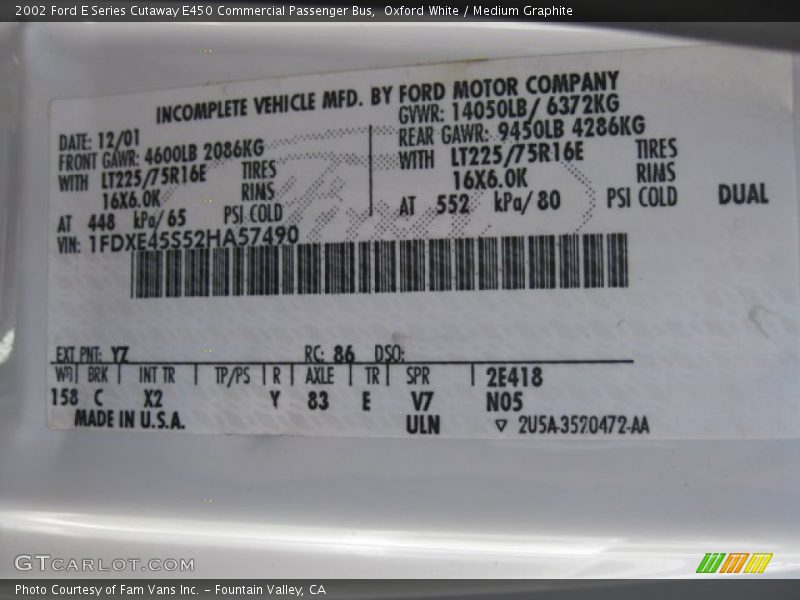 2002 Ford E Series Cutaway E450 Commercial Passenger Bus, Oxford White / Medium Graphite
INCOMPLETE VEHICLE MFD. BY FORD MOTOR COMPANY
DATE: 12/01 GVWR: 14050LB/ 6372KG
FRONT GAWR: 4600LB 2086KG REAR GAWR: 9450LB 4286KG
WITH LT225/75R16E TIRES WITH LT225/75R16E TIRES
16X6.0K RIMS 16X6.0K RIMS
AT 448 kPa/65 PSI COLD AT 552 kPa/80 PSI COLD DUAL
VIN: 1FDXE45S52HA57490
EXT PNT: YZ RC: 86 DSO:
WB BRK INT TR TP/PS R AXLE TR SPR 2E418
158 C X2 Y 83 E V7 N05
MADE IN U.S.A. ULN ▽ 2U5A-3520472-AA
GTCARLOT.COM
Photo Courtesy of Fam Vans Inc. – Fountain Valley, CA